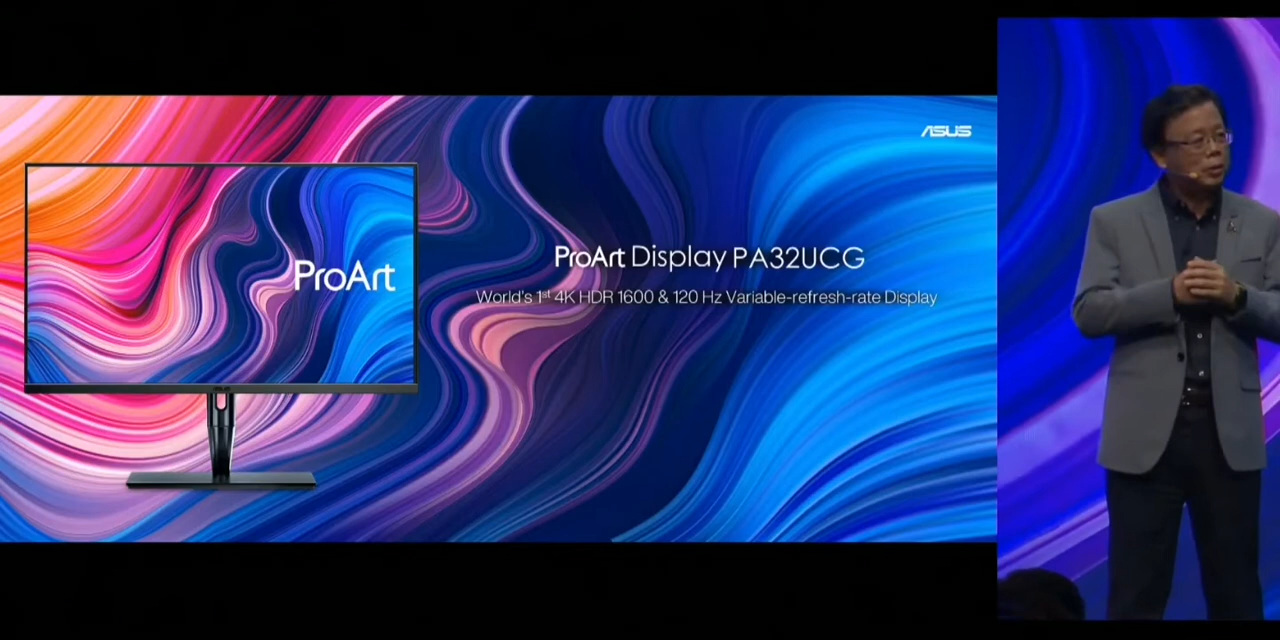 ASUS
ProArt
ProArt Display PA32UCG
World's 1st 4K HDR 1600 & 120 Hz Variable-refresh-rate Display